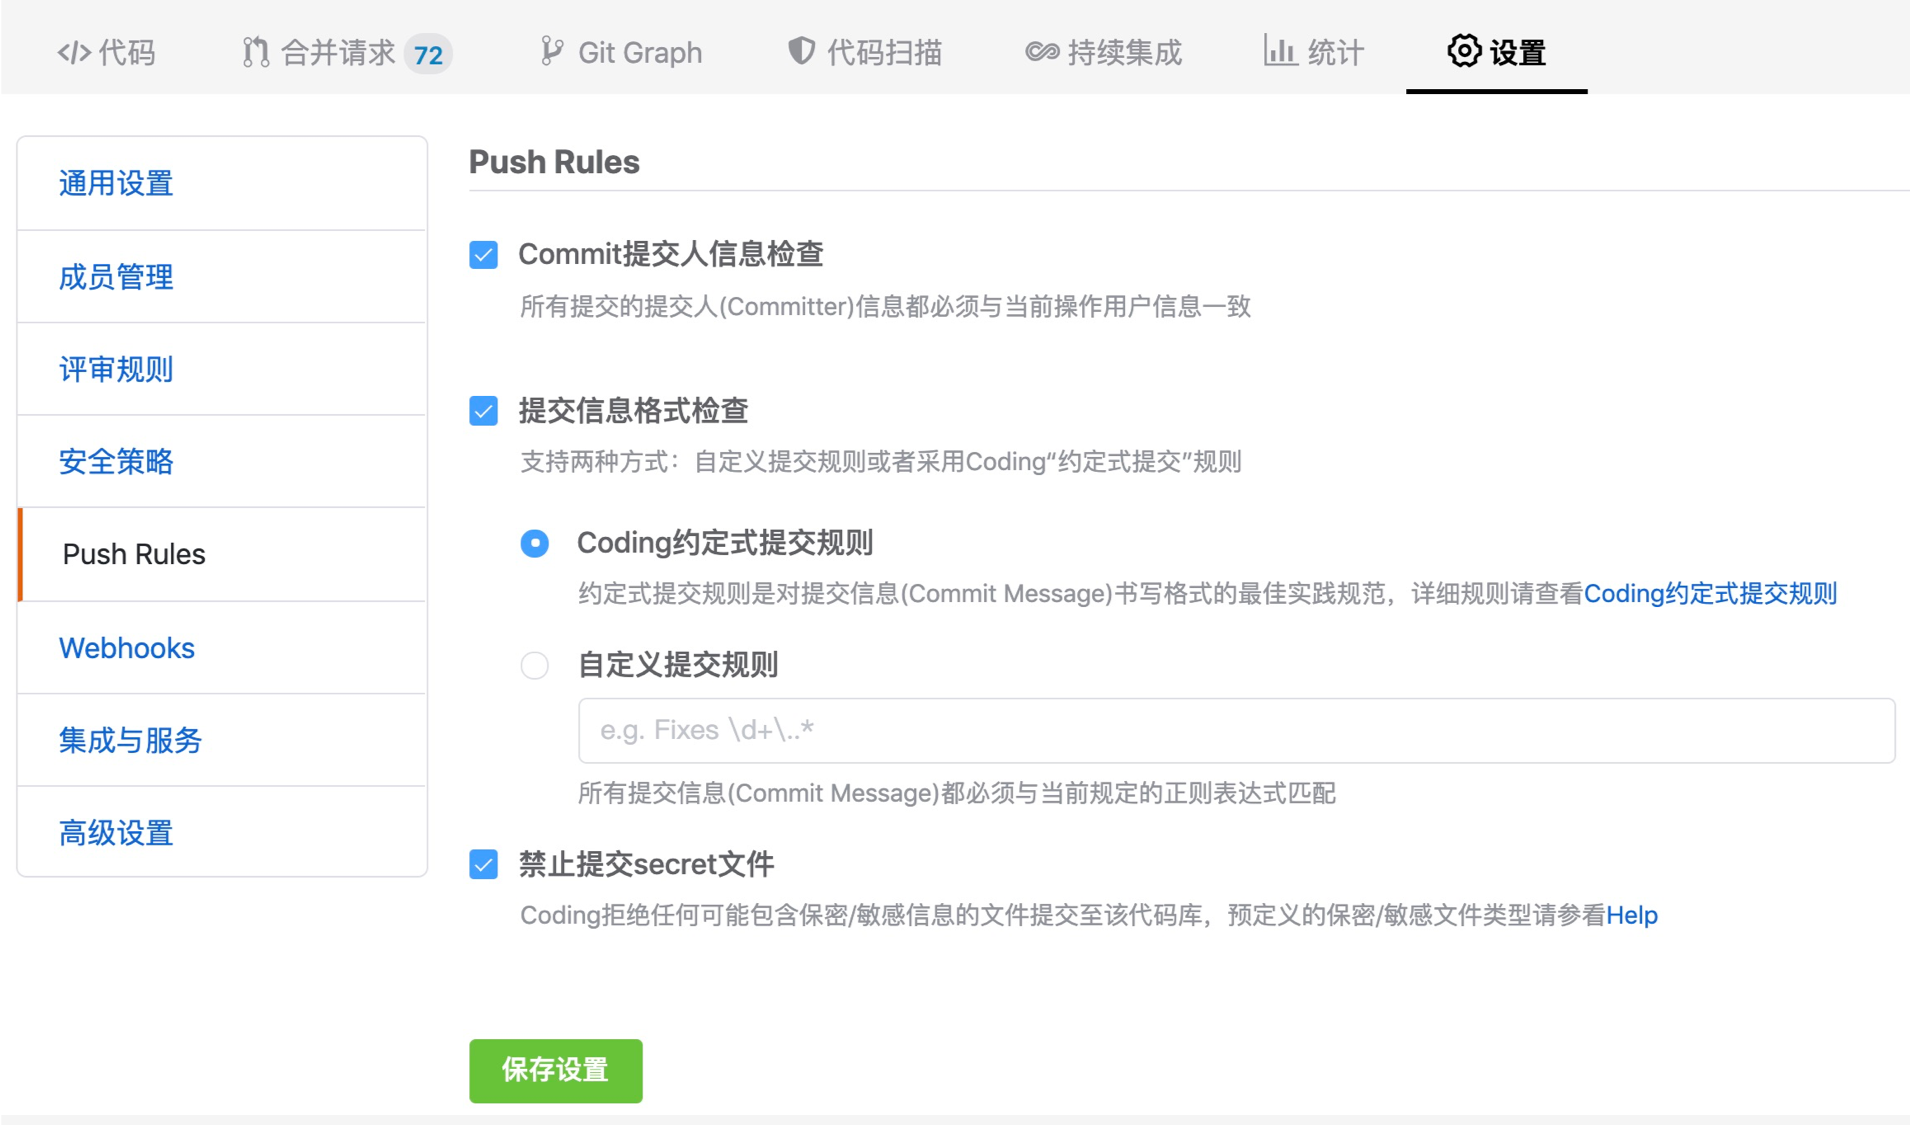 代码
合并请求 72
Git Graph
代码扫描
持续集成
统计
设置
通用设置
成员管理
评审规则
安全策略
Push Rules
Webhooks
集成与服务
高级设置
Push Rules
Commit提交人信息检查
所有提交的提交人(Committer)信息都必须与当前操作用户信息一致
提交信息格式检查
支持两种方式：自定义提交规则或者采用Coding“约定式提交”规则
Coding约定式提交规则
约定式提交规则是对提交信息(Commit Message)书写格式的最佳实践规范，详细规则请查看Coding约定式提交规则
自定义提交规则
e.g. Fixes \d+\..*
所有提交信息(Commit Message)都必须与当前规定的正则表达式匹配
禁止提交secret文件
Coding拒绝任何可能包含保密/敏感信息的文件提交至该代码库，预定义的保密/敏感文件类型请参看Help
保存设置